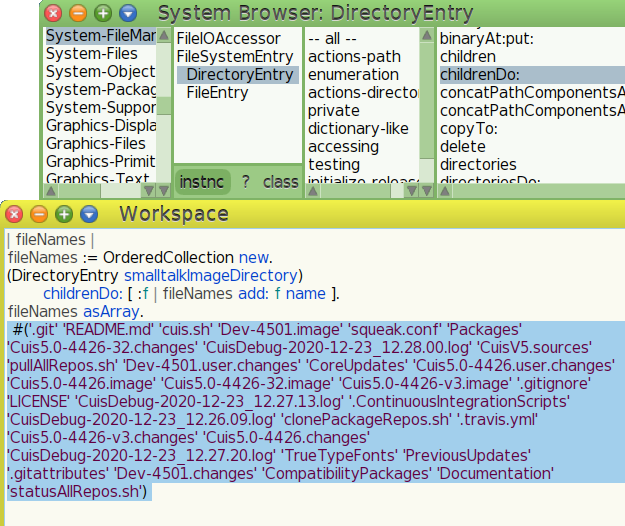 System Browser: DirectoryEntry
System-FileMan
System-Files
System-Object
System-Packag
System-Suppor
Graphics-Displa
Graphics-Files
Graphics-Primit
Graphics-Text
FileIOAccessor
FileSystemEntry
DirectoryEntry
FileEntry
instnc ? class
-- all --
actions-path
enumeration
actions-director
private
dictionary-like
accessing
testing
initialize-release
binaryAt:put:
children
childrenDo:
concatPathComponentsA
concatPathComponentsA
copyTo:
delete
directories
directoriesDo:
Workspace
| fileNames |
fileNames := OrderedCollection new.
(DirectoryEntry smalltalkImageDirectory)
childrenDo: [ :f | fileNames add: f name ].
fileNames asArray.
#('.git' 'README.md' 'cuis.sh' 'Dev-4501.image' 'squeak.conf' 'Packages'
'Cuis5.0-4426-32.changes' 'CuisDebug-2020-12-23_12.28.00.log' 'CuisV5.sources'
'pullAllRepos.sh' 'Dev-4501.user.changes' 'CoreUpdates' 'Cuis5.0-4426.user.changes'
'Cuis5.0-4426.image' 'Cuis5.0-4426-32.image' 'Cuis5.0-4426-v3.image' '.gitignore'
'LICENSE' 'CuisDebug-2020-12-23_12.27.13.log' '.ContinuousIntegrationScripts'
'CuisDebug-2020-12-23_12.26.09.log' 'clonePackageRepos.sh' '.travis.yml'
'Cuis5.0-4426-v3.changes' 'Cuis5.0-4426.changes'
'CuisDebug-2020-12-23_12.27.20.log' 'TrueTypeFonts' 'PreviousUpdates'
'.gitattributes' 'Dev-4501.changes' 'CompatibilityPackages' 'Documentation'
'statusAllRepos.sh')